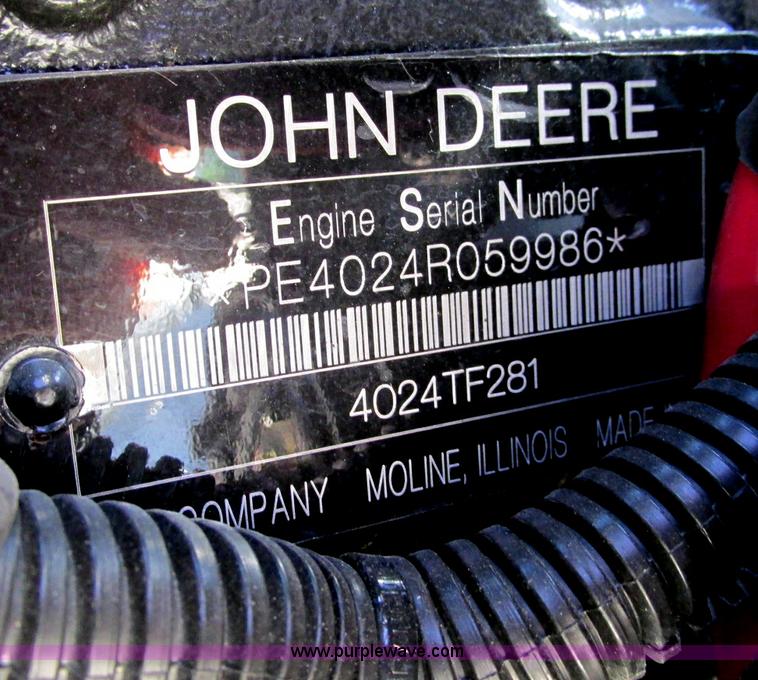 JOHN DEERE
Engine Serial Number
*PE4024R059986*
4024TF281
COMPANY MOLINE, ILLINOIS MADE
www.purplewave.com